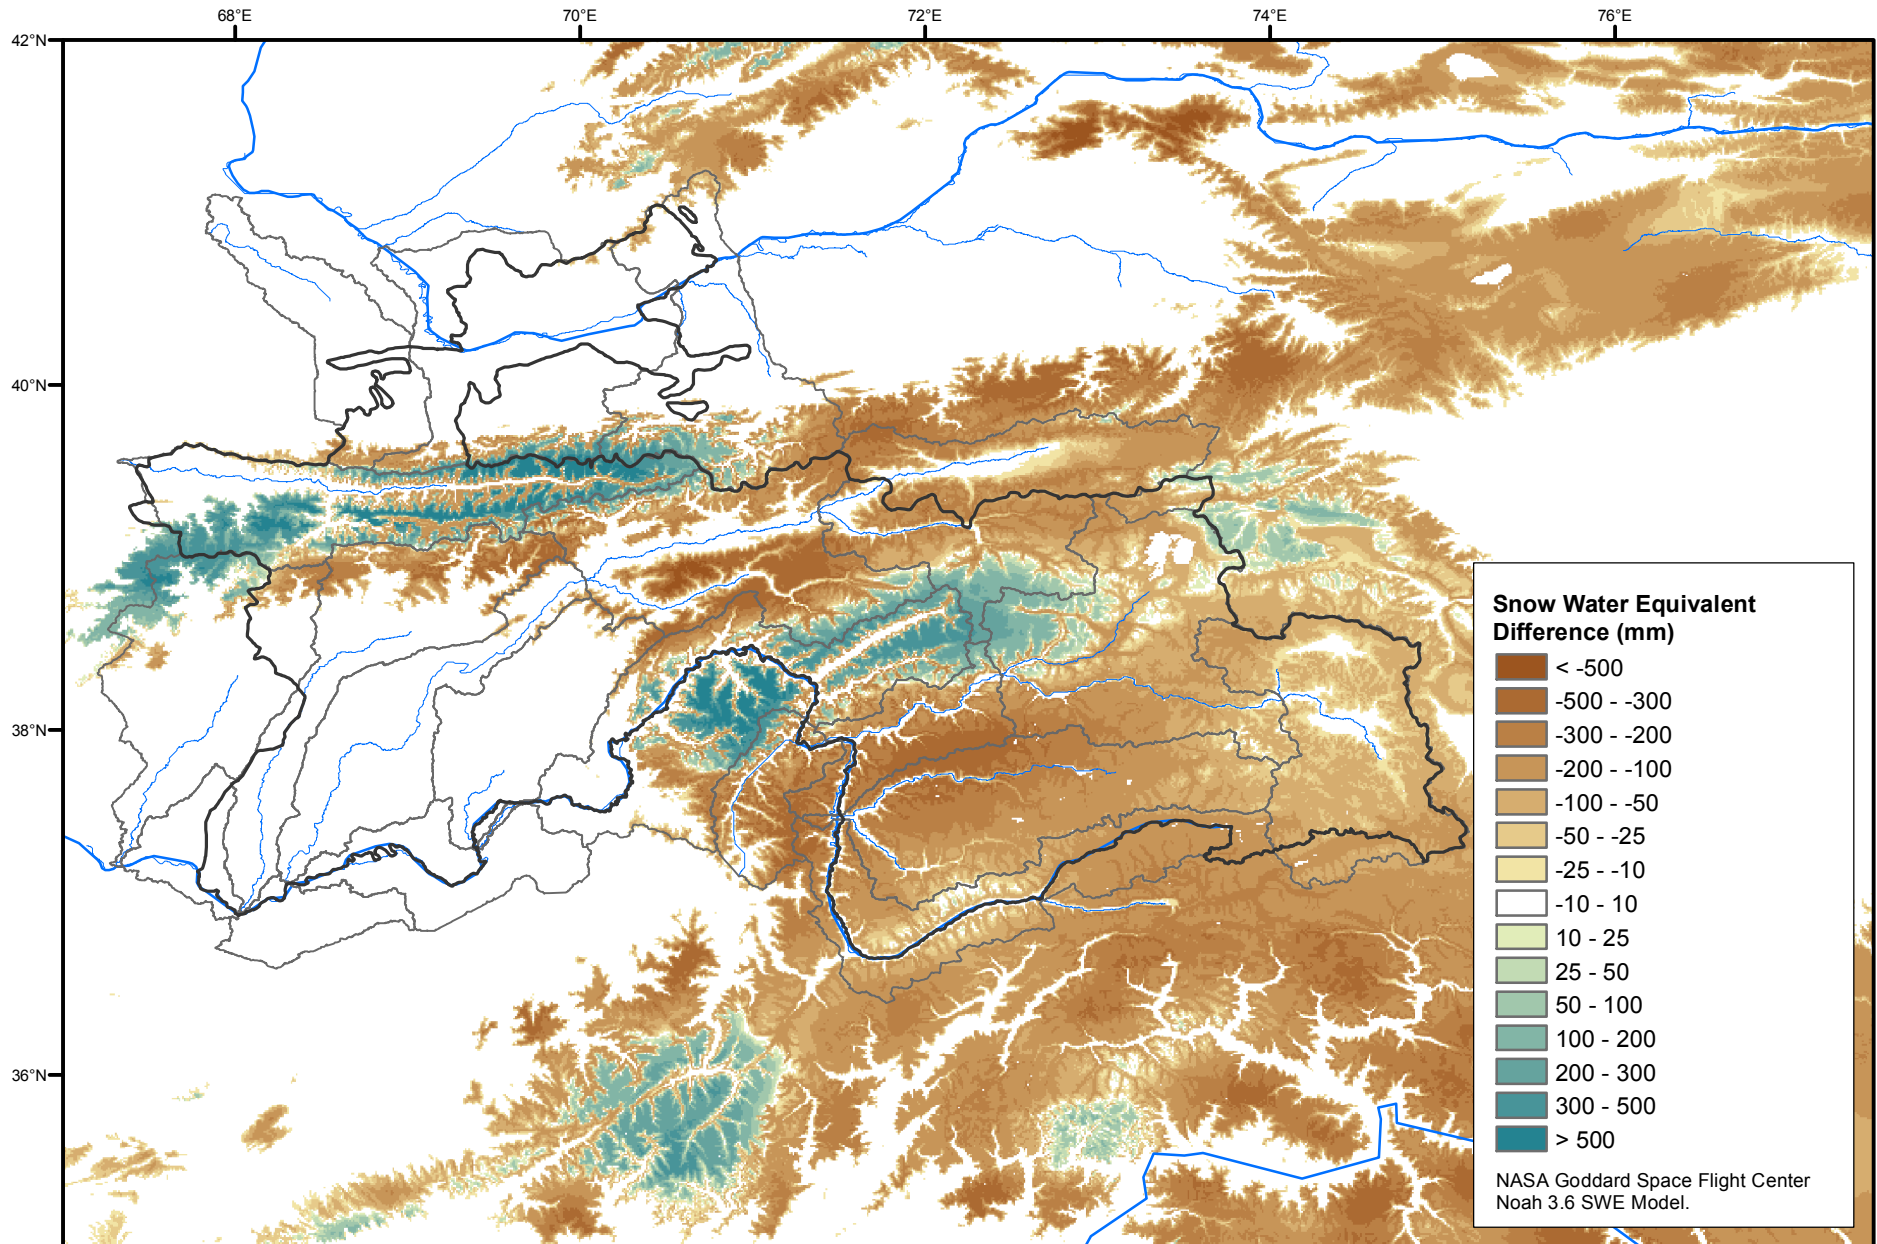 68°E 70°E 72°E 74°E 76°E
42°N
40°N
38°N
36°N
Snow Water Equivalent
Difference (mm)
< -500
-500 - -300
-300 - -200
-200 - -100
-100 - -50
-50 - -25
-25 - -10
-10 - 10
10 - 25
25 - 50
50 - 100
100 - 200
200 - 300
300 - 500
> 500
NASA Goddard Space Flight Center
Noah 3.6 SWE Model.